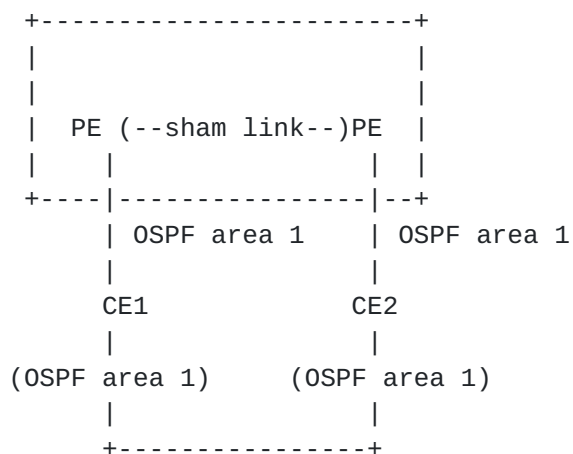 PE (--sham link--)PE
OSPF area 1 OSPF area 1
CE1 CE2
(OSPF area 1) (OSPF area 1)